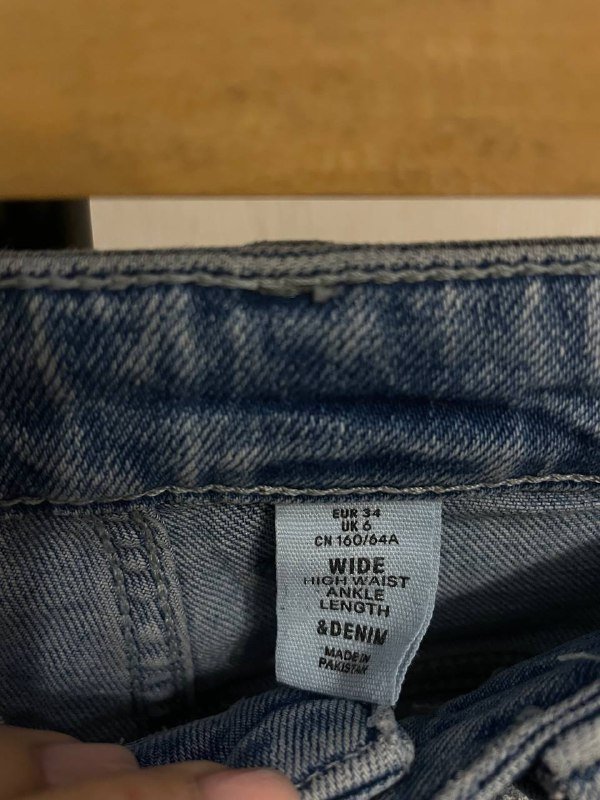 EUR 34
UK 6
CN 160/64A
WIDE
HIGH WAIST
ANKLE
LENGTH
&DENIM
MADE IN
PAKISTAN